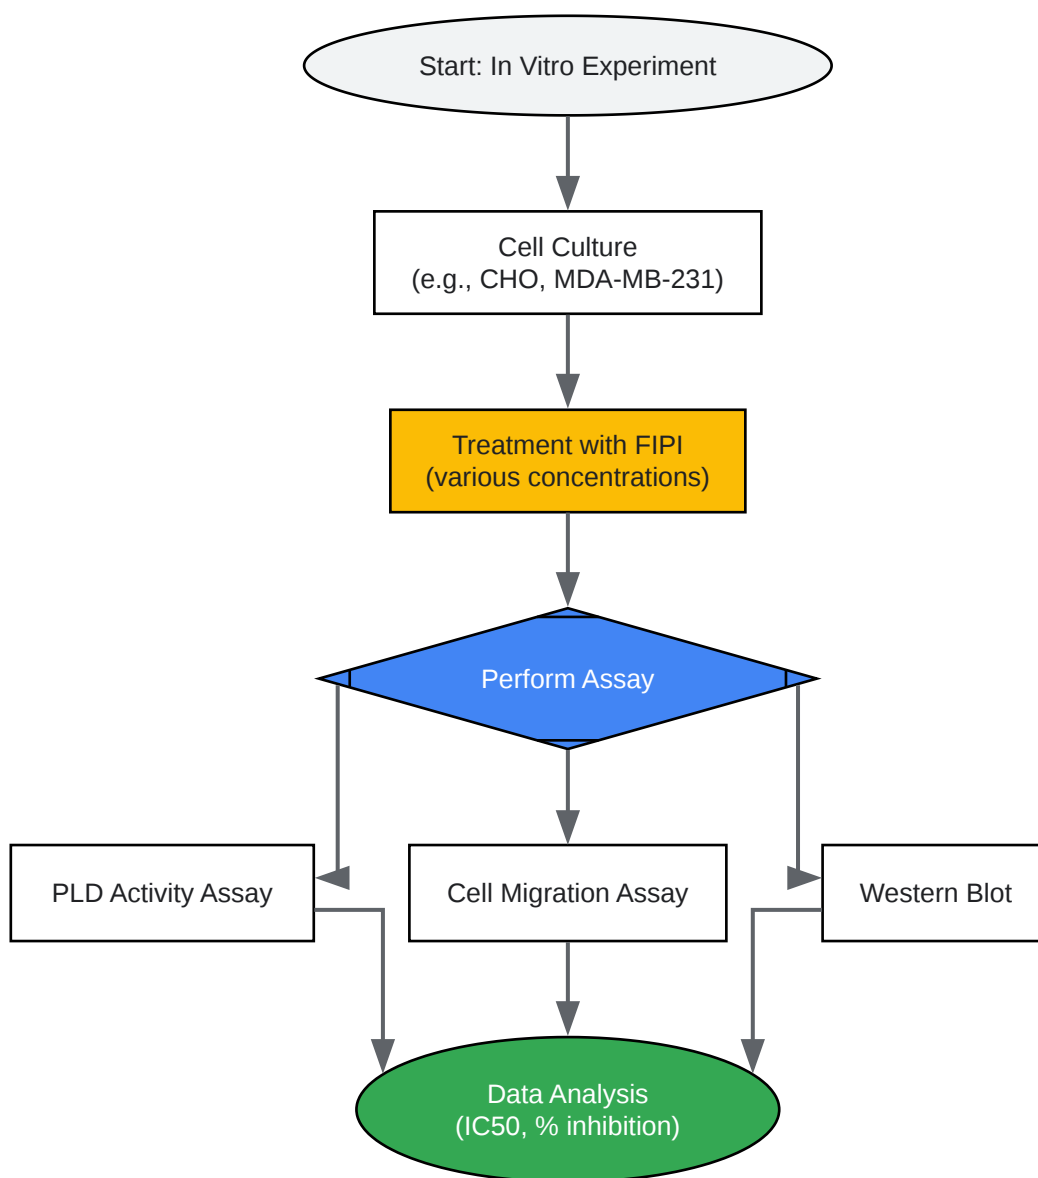 Start: In Vitro Experiment
Cell Culture
(e.g., CHO, MDA-MB-231)
Treatment with FIPI
(various concentrations)
Perform Assay
PLD Activity Assay
Cell Migration Assay
Western Blot
Data Analysis
(IC50, % inhibition)